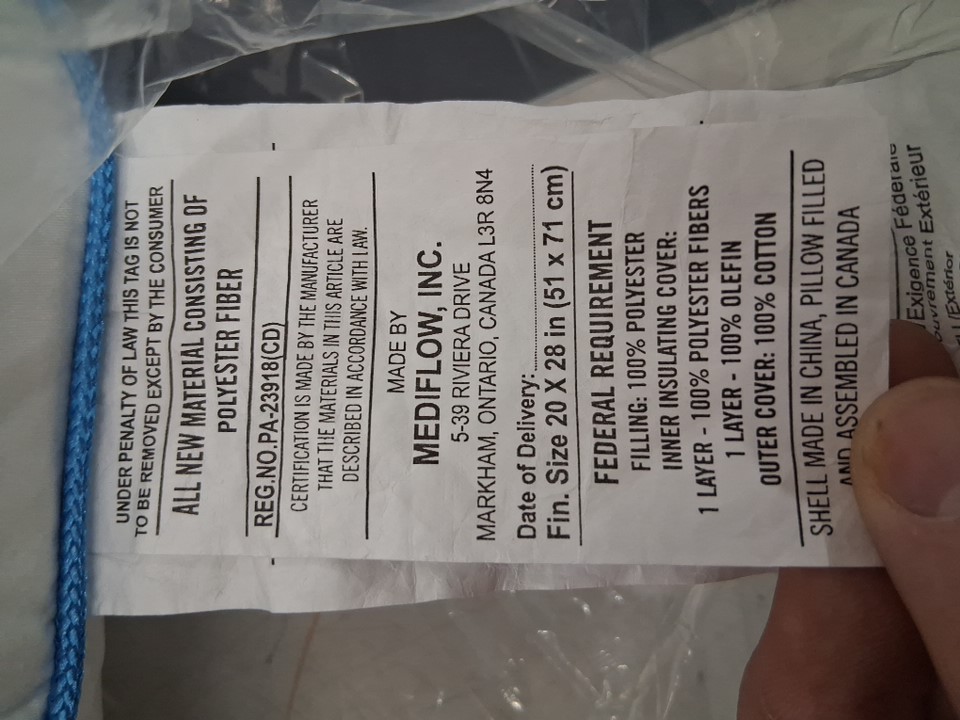 UNDER PENALTY OF LAW THIS TAG IS NOT
TO BE REMOVED EXCEPT BY THE CONSUMER
ALL NEW MATERIAL CONSISTING OF
POLYESTER FIBER
REG.NO.PA-23918(CD)
CERTIFICATION IS MADE BY THE MANUFACTURER
THAT THE MATERIALS IN THIS ARTICLE ARE
DESCRIBED IN ACCORDANCE WITH LAW.
MADE BY
MEDIFLOW, INC.
5-39 RIVIERA DRIVE
MARKHAM, ONTARIO, CANADA L3R 8N4
Date of Delivery:
Fin. Size 20 X 28 in (51 x 71 cm)
FEDERAL REQUIREMENT
FILLING: 100% POLYESTER
INNER INSULATING COVER:
1 LAYER - 100% POLYESTER FIBERS
1 LAYER - 100% OLEFIN
OUTER COVER: 100% COTTON
SHELL MADE IN CHINA, PILLOW FILLED
AND ASSEMBLED IN CANADA
Exigence Fédérale
Extérieur
Extérior